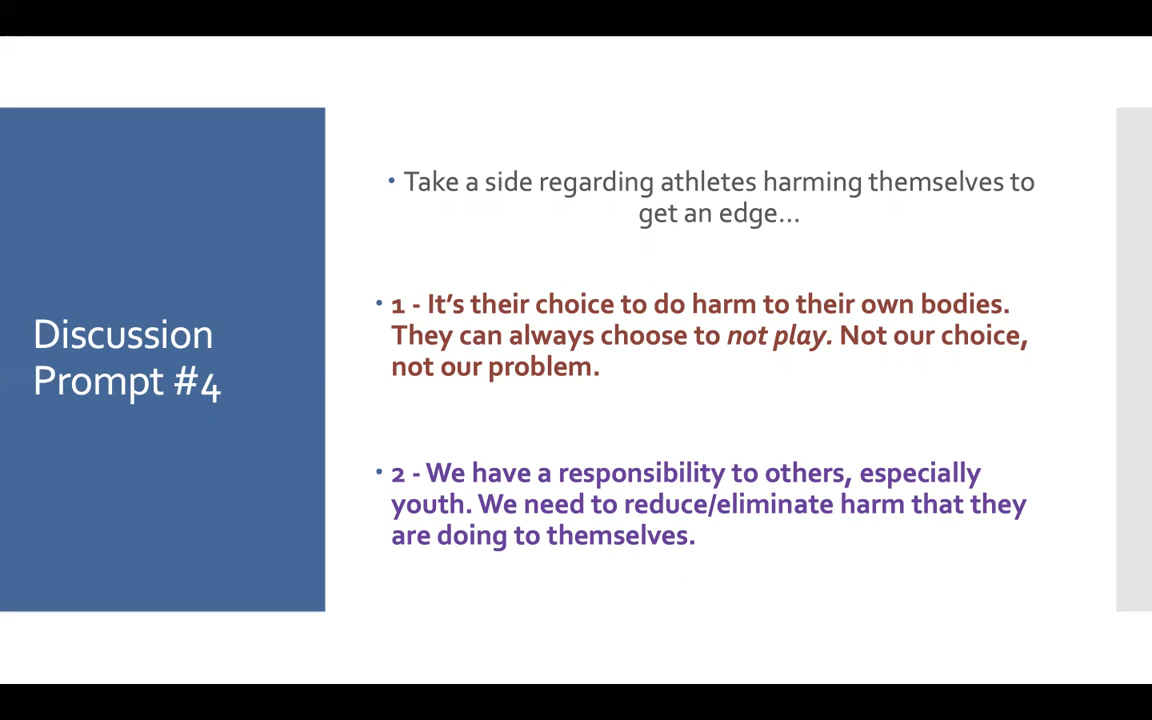 Discussion
Prompt #4
• Take a side regarding athletes harming themselves to
get an edge...
• 1 - It's their choice to do harm to their own bodies.
They can always choose to not play. Not our choice,
not our problem.
• 2 - We have a responsibility to others, especially
youth. We need to reduce/eliminate harm that they
are doing to themselves.